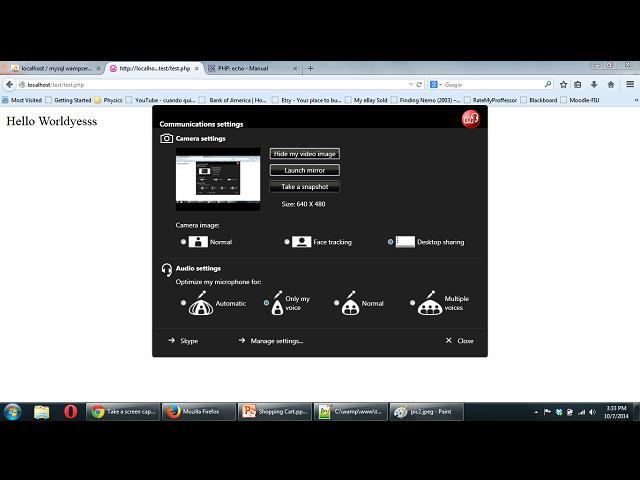 localhost / mysql wampser...
http://localho...test/test.php
PHP: echo - Manual
localhost/test/test.php
Google
Most Visited Getting Started Physics YouTube - cuando qui... Bank of America | Ho... Etsy - Your place to bu... My eBay Sold Finding Nemo (2003) –... RateMyProffessor Blackboard Moodle-FIU
Hello Worldyesss
Communications settings
Camera settings
Hide my video image
Launch mirror
Take a snapshot
Size: 640 X 480
Camera image:
Normal Face tracking Desktop sharing
Audio settings
Optimize my microphone for:
Automatic Only my voice Normal Multiple voices
Skype Manage settings... Close
Take a screen cap... Mozilla Firefox Shopping Cart.pp... C:\wamp\www\t... pic2.jpeg - Paint
3:33 PM
10/7/2014